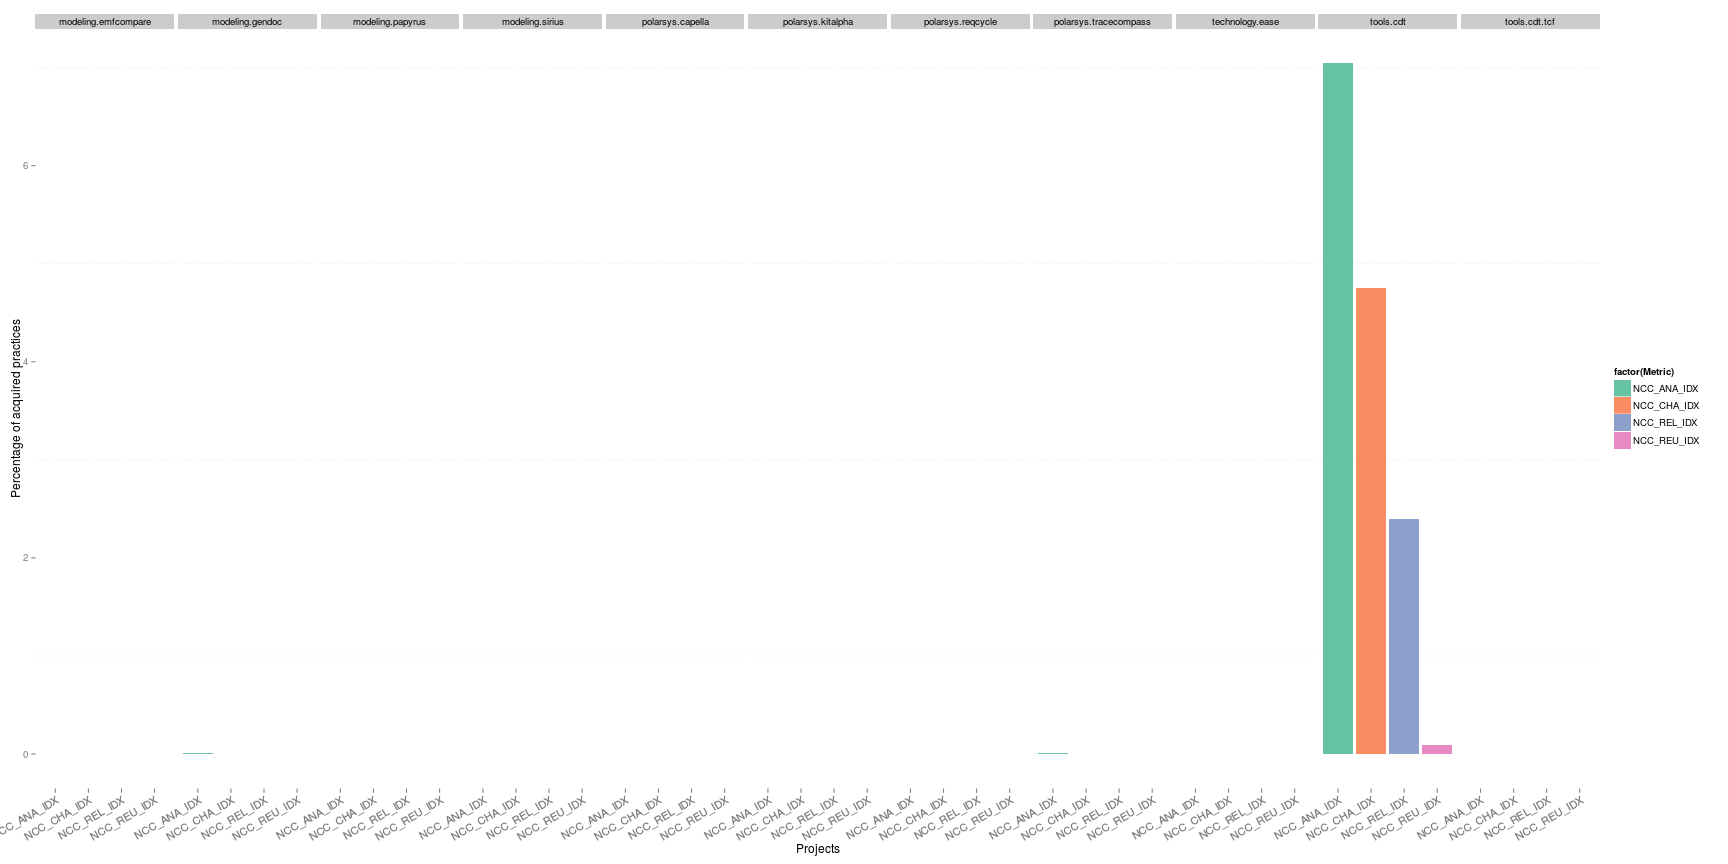 modeling.emfcompare modeling.gendoc modeling.papyrus modeling.sirius polarsys.capella polarsys.kitalpha polarsys.reqcycle polarsys.tracecompass technology.ease tools.cdt tools.cdt.tcf
Percentage of acquired practices
6
4
2
0
factor(Metric)
NCC_ANA_IDX
NCC_CHA_IDX
NCC_REL_IDX
NCC_REU_IDX
CC_ANA_IDX NCC_CHA_IDX NCC_REL_IDX NCC_REU_IDX NCC_ANA_IDX NCC_CHA_IDX NCC_REL_IDX NCC_REU_IDX NCC_ANA_IDX NCC_CHA_IDX NCC_REL_IDX NCC_REU_IDX NCC_ANA_IDX NCC_CHA_IDX NCC_REL_IDX NCC_REU_IDX NCC_ANA_IDX NCC_CHA_IDX NCC_REL_IDX NCC_REU_IDX NCC_ANA_IDX NCC_CHA_IDX NCC_REL_IDX NCC_REU_IDX NCC_ANA_IDX NCC_CHA_IDX NCC_REL_IDX NCC_REU_IDX NCC_ANA_IDX NCC_CHA_IDX NCC_REL_IDX NCC_REU_IDX NCC_ANA_IDX NCC_CHA_IDX NCC_REL_IDX NCC_REU_IDX NCC_ANA_IDX NCC_CHA_IDX NCC_REL_IDX NCC_REU_IDX NCC_ANA_IDX NCC_CHA_IDX NCC_REL_IDX NCC_REU_IDX
Projects